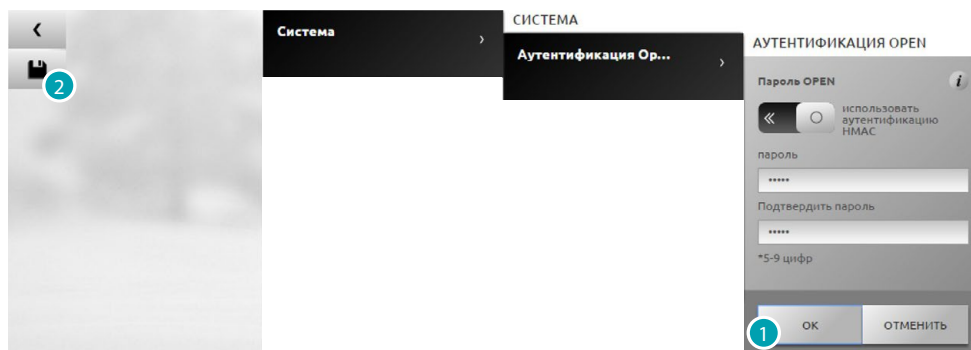 2
Система
СИСТЕМА
Аутентификация Op...
АУТЕНТИФИКАЦИЯ OPEN
Пароль OPEN
i
использовать
аутентификацию
HMAC
пароль
•••••
Подтвердить пароль
•••••
*5-9 цифр
1
OK
ОТМЕНИТЬ